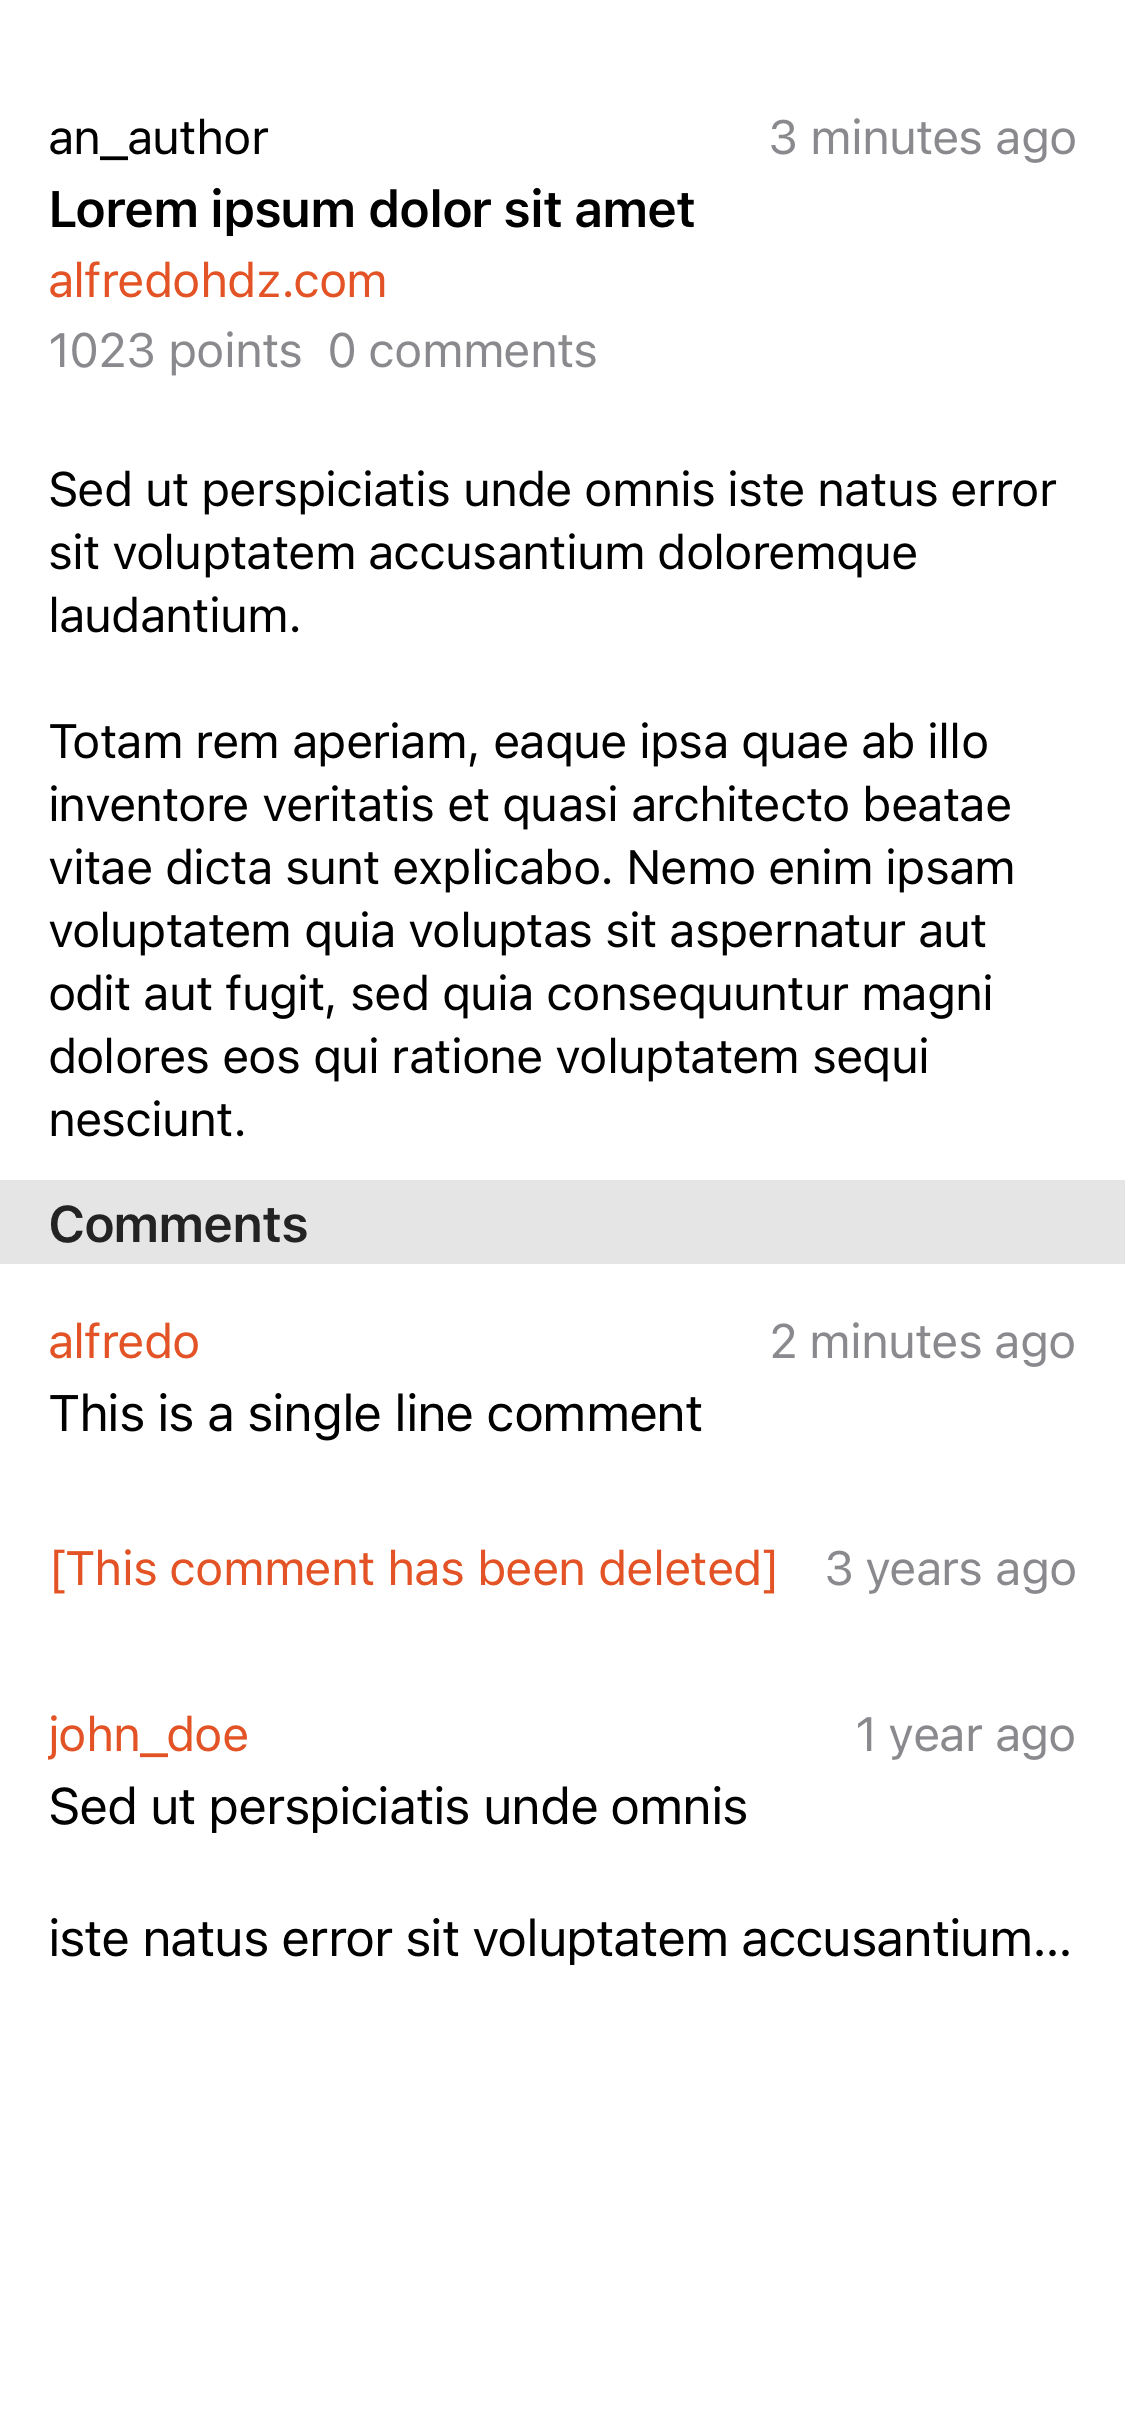 an_author 3 minutes ago
Lorem ipsum dolor sit amet
alfredohdz.com
1023 points 0 comments
Sed ut perspiciatis unde omnis iste natus error
sit voluptatem accusantium doloremque
laudantium.
Totam rem aperiam, eaque ipsa quae ab illo
inventore veritatis et quasi architecto beatae
vitae dicta sunt explicabo. Nemo enim ipsam
voluptatem quia voluptas sit aspernatur aut
odit aut fugit, sed quia consequuntur magni
dolores eos qui ratione voluptatem sequi
nesciunt.
Comments
alfredo 2 minutes ago
This is a single line comment
[This comment has been deleted] 3 years ago
john_doe 1 year ago
Sed ut perspiciatis unde omnis
iste natus error sit voluptatem accusantium...